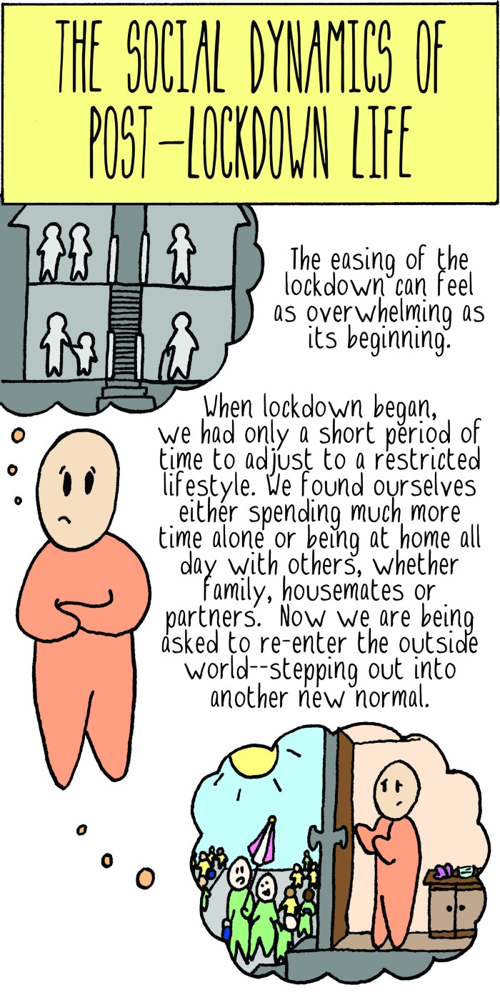 THE SOCIAL DYNAMICS OF
POST-LOCKDOWN LIFE
The easing of the
lockdown can feel
as overwhelming as
its beginning.
When lockdown began,
we had only a short period of
time to adjust to a restricted
lifestyle. We found ourselves
either spending much more
time alone or being at home all
day with others, whether
family, housemates or
partners. Now we are being
asked to re-enter the outside
world--stepping out into
another new normal.